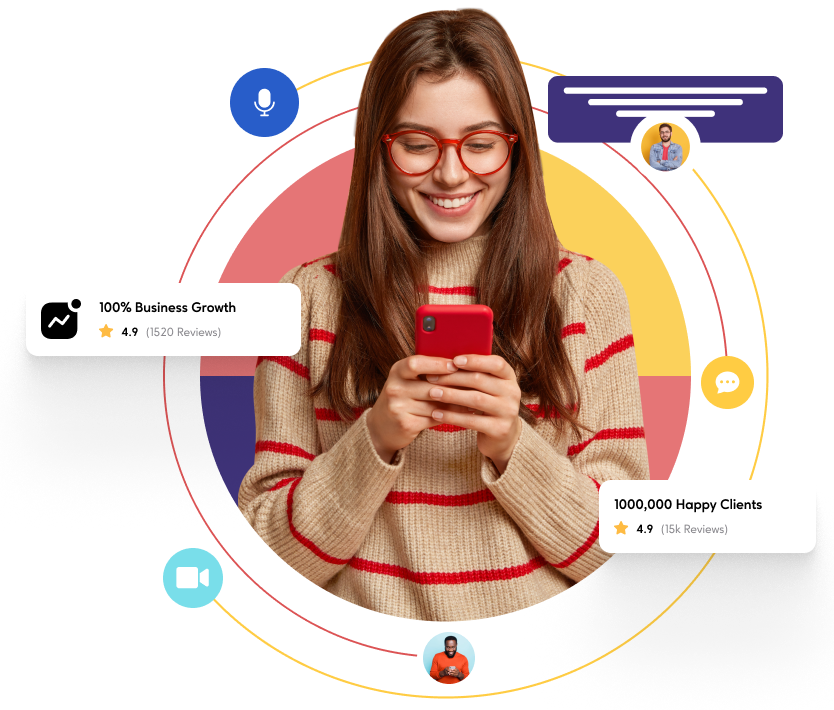 100% Business Growth
4.9 (1520 Reviews)
1000,000 Happy Clients
4.9 (15k Reviews)